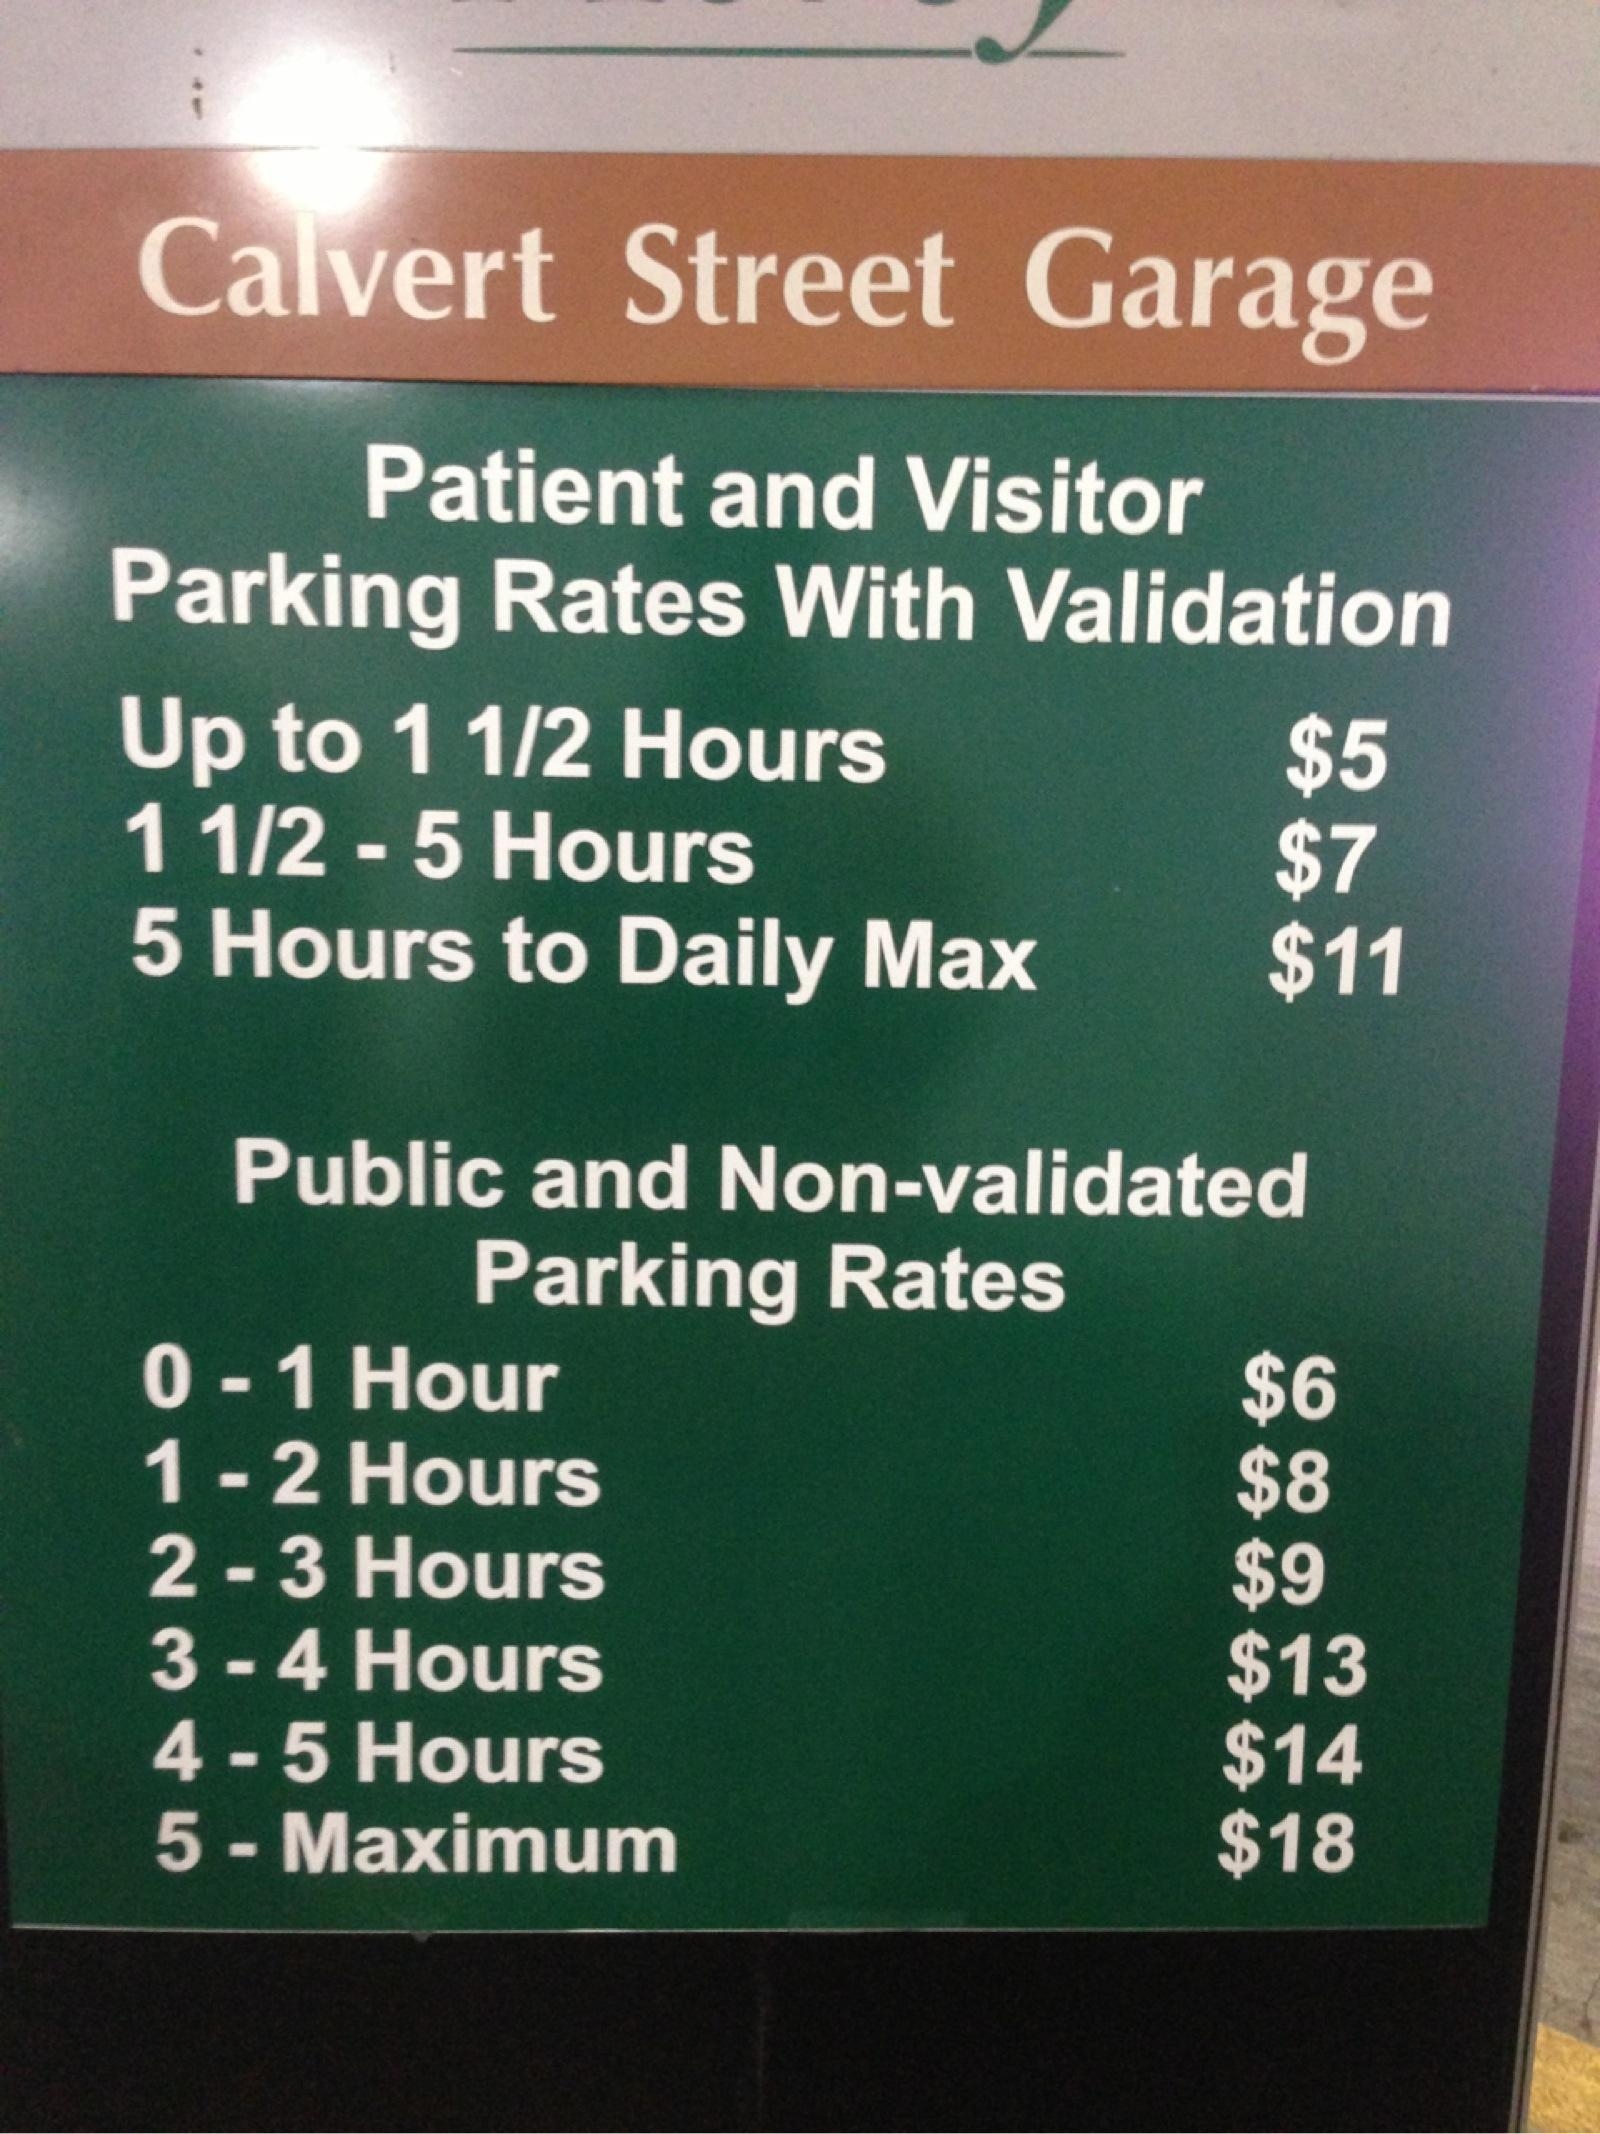 Calvert Street Garage
Patient and Visitor
Parking Rates With Validation
Up to 1 1/2 Hours $5
1 1/2 - 5 Hours $7
5 Hours to Daily Max $11
Public and Non-validated
Parking Rates
0 - 1 Hour $6
1 - 2 Hours $8
2 - 3 Hours $9
3 - 4 Hours $13
4 - 5 Hours $14
5 - Maximum $18